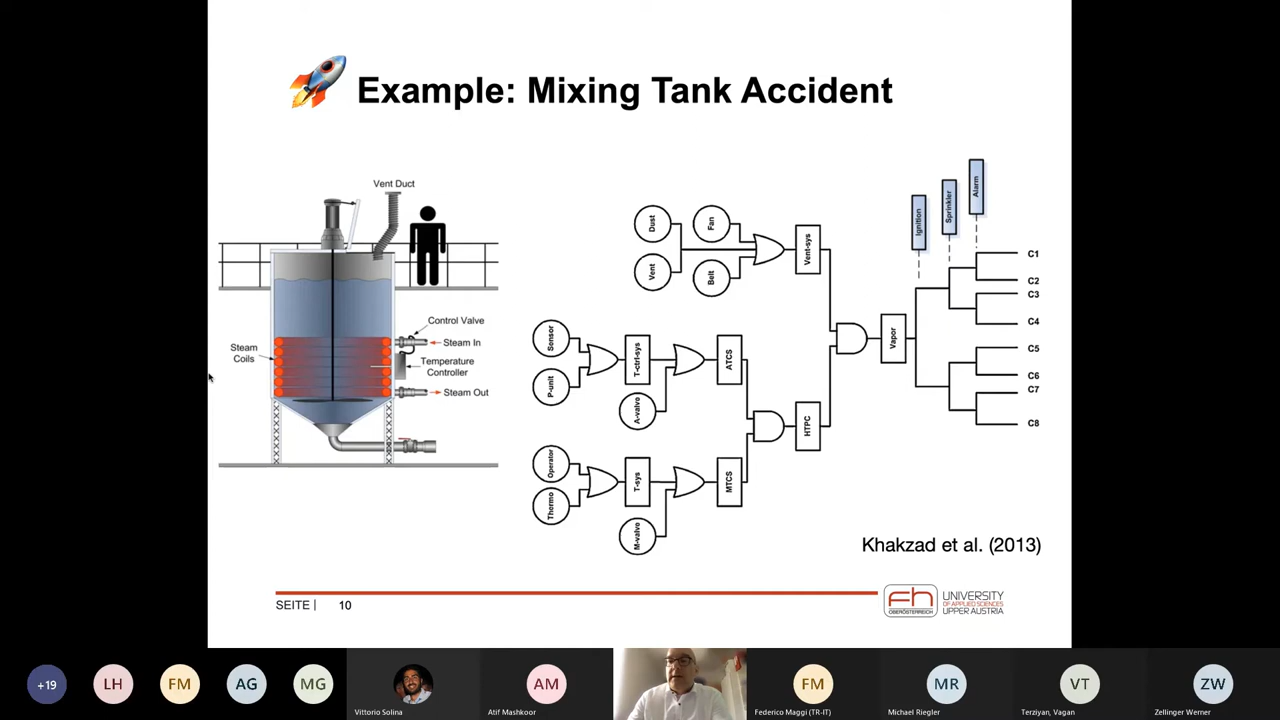 Example: Mixing Tank Accident
Vent Duct
Control Valve
Steam In
Steam
Coils
Temperature
Controller
Steam Out
Dust
Fan
Vent
Belt
Vent-sys
Sensor
P-unit
T-ctrl-sys
A-valvo
ATCS
Operator
Thermo
T-sys
M-valvo
MTCS
HTPC
Vapor
Ignition
Sprinkler
Alarm
C1
C2
C3
C4
C5
C6
C7
C8
Khakzad et al. (2013)
SEITE | 10
fh
OBERÖSTERREICH
UNIVERSITY
OF APPLIED SCIENCES
UPPER AUSTRIA
+19
LH
FM
AG
MG
Vittorio Solina
AM
Atif Mashkoor
FM
Federico Maggi (TR-IT)
MR
Michael Riegler
VT
Terziyan, Vagan
ZW
Zellinger Werner